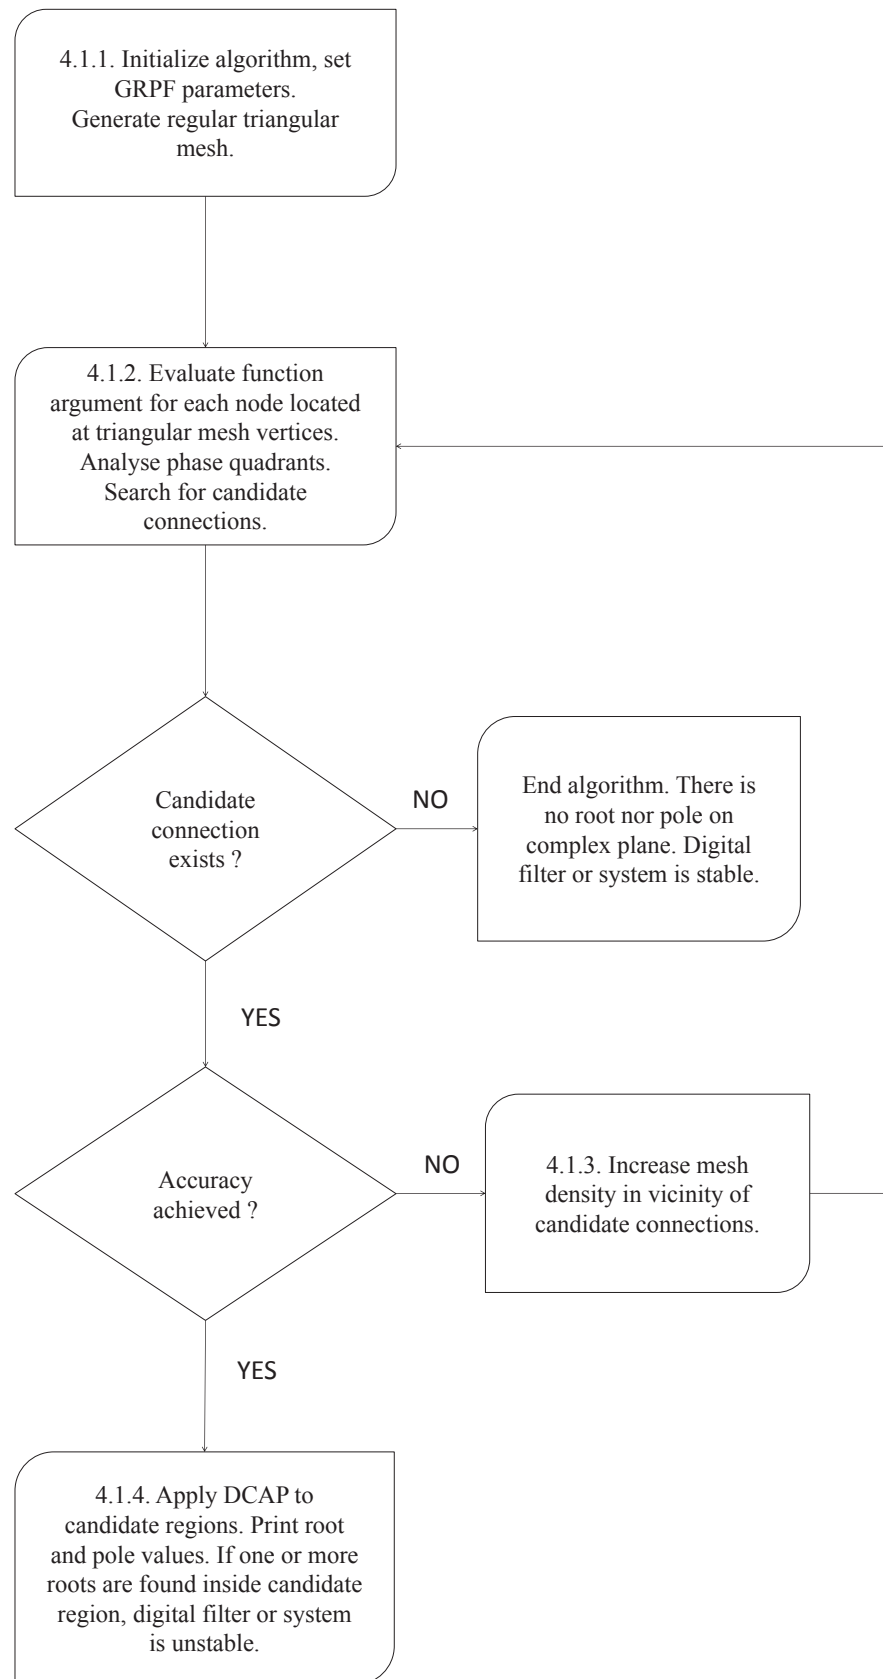 4.1.1. Initialize algorithm, set
GRPF parameters.
Generate regular triangular
mesh.
4.1.2. Evaluate function
argument for each node located
at triangular mesh vertices.
Analyse phase quadrants.
Search for candidate
connections.
Candidate
connection
exists ?
NO
End algorithm. There is
no root nor pole on
complex plane. Digital
filter or system is stable.
YES
Accuracy
achieved ?
NO
4.1.3. Increase mesh
density in vicinity of
candidate connections.
YES
4.1.4. Apply DCAP to
candidate regions. Print root
and pole values. If one or more
roots are found inside candidate
region, digital filter or system
is unstable.